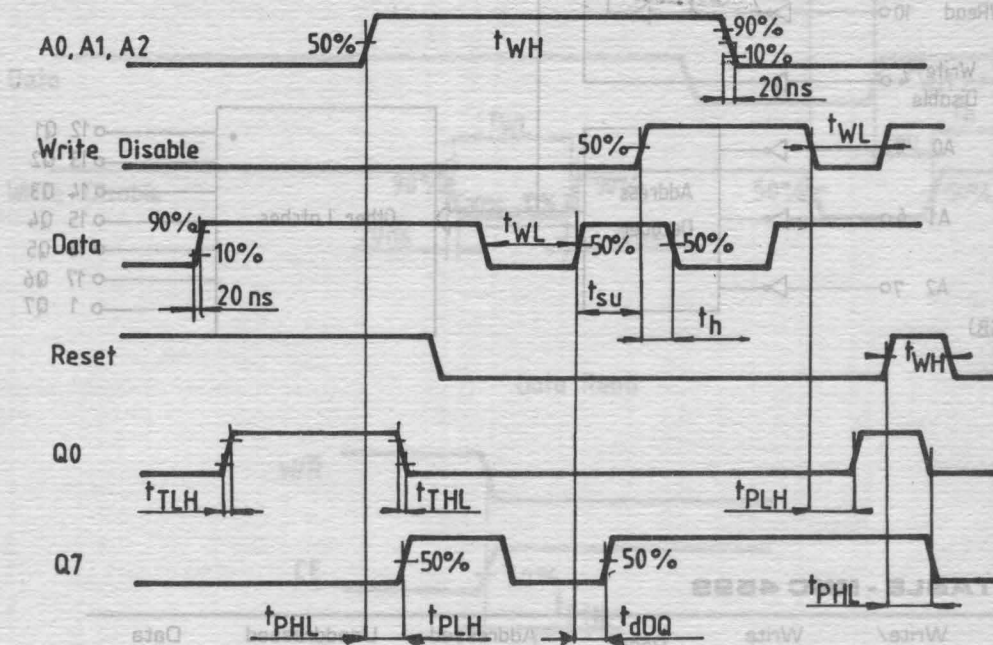 A0, A1, A2
50%
tWH
90%
10%
20 ns
Write Disable
50%
tWL
Data
90%
10%
20 ns
tWL
50%
50%
tsu
th
Reset
tWH
Q0
tTLH
tTHL
tPLH
Q7
50%
50%
tPHL
tPLH
tdDQ
tPHL